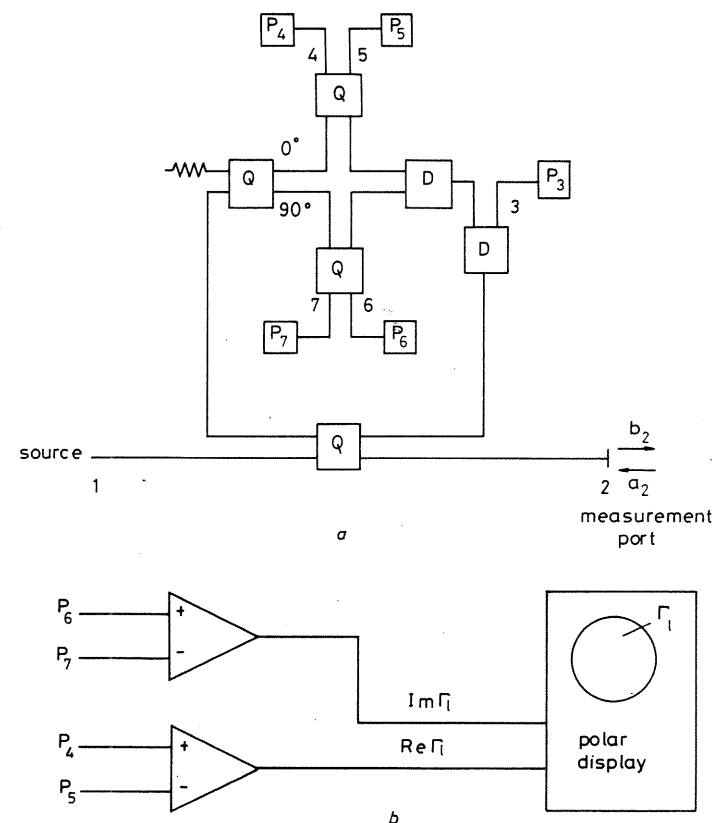 P4 P5
4 5
Q
0°
Q D P3
90° 3
Q D
7 6
P7 P6
Q b2
source
1 2 a2
measurement
port
a
P6 +
P7 - Γl
Im Γl
P4 + Re Γl polar
P5 - display
b